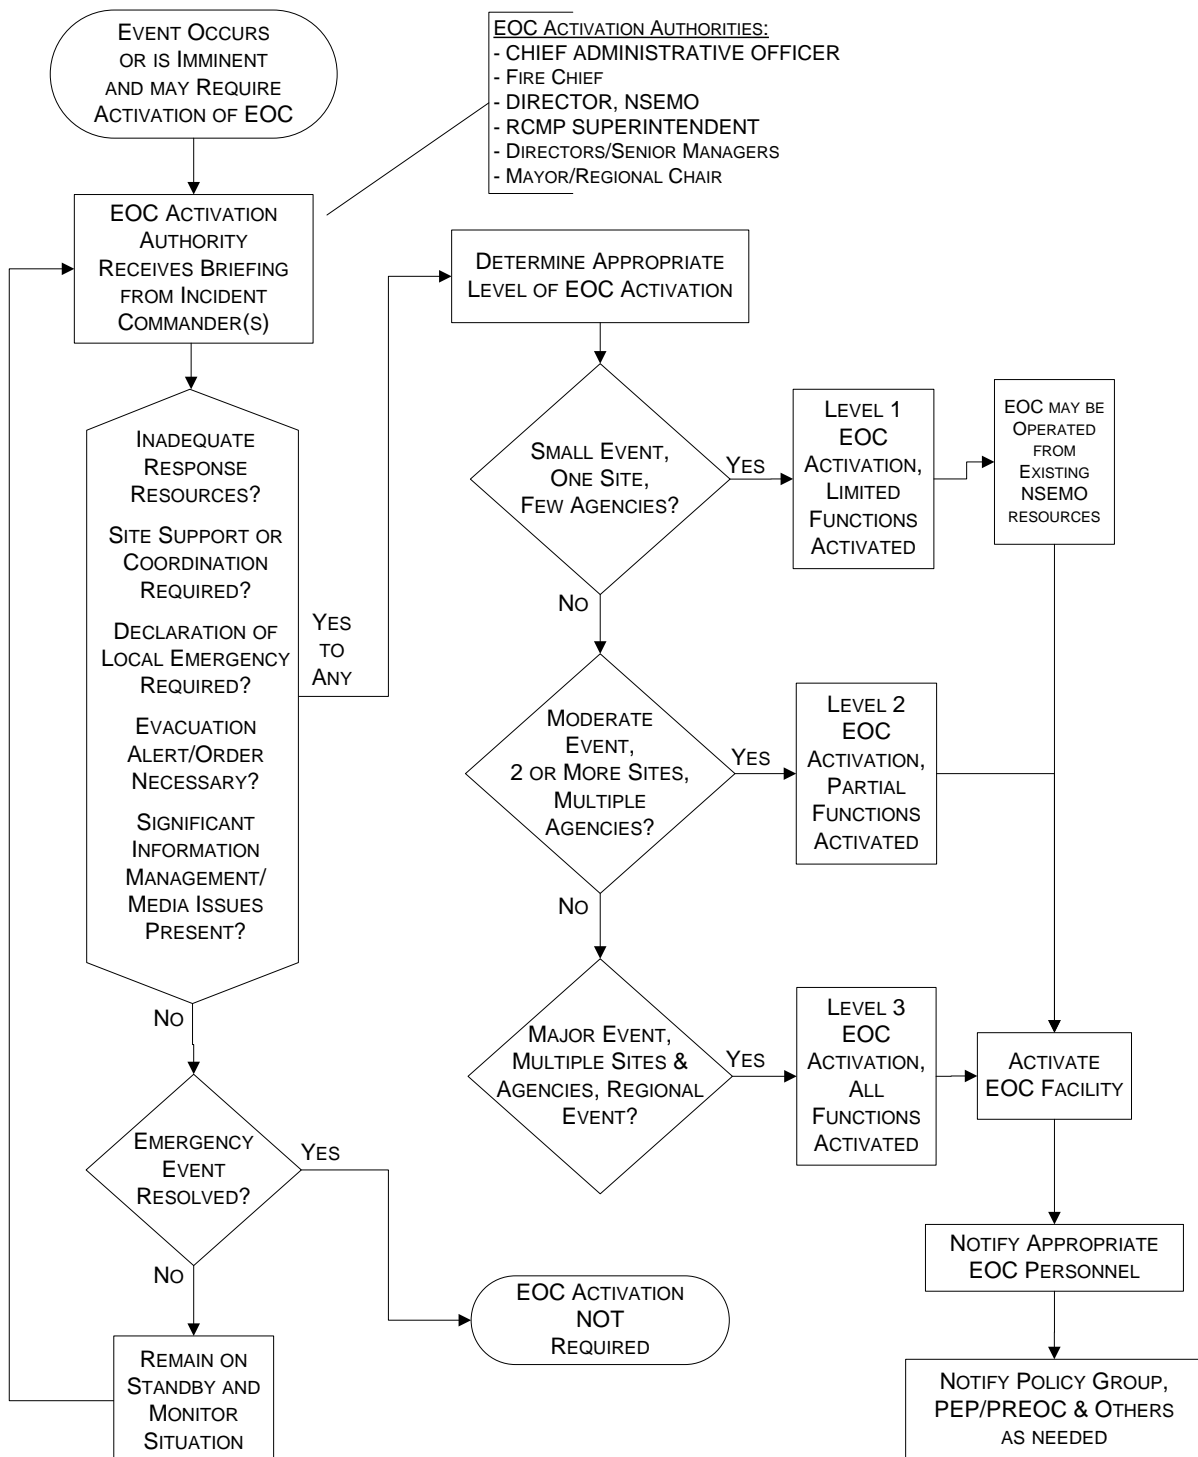 Event Occurs
or is Imminent
and may Require
Activation of EOC
EOC Activation Authorities:
- CHIEF ADMINISTRATIVE OFFICER
- Fire Chief
- DIRECTOR, NSEMO
- RCMP SUPERINTENDENT
- Directors/Senior Managers
- Mayor/Regional Chair
EOC Activation
Authority
Receives Briefing
from Incident
Commander(s)
Inadequate
Response
Resources?
Site Support or
Coordination
Required?
Declaration of
Local Emergency
Required?
Evacuation
Alert/Order
Necessary?
Significant
Information
Management/
Media Issues
Present?
Yes
to
Any
No
Emergency
Event
Resolved?
Yes
No
Remain on
Standby and
Monitor
Situation
EOC Activation
NOT
Required
Determine Appropriate
Level of EOC Activation
Small Event,
One Site,
Few Agencies?
Yes
Level 1
EOC
Activation,
Limited
Functions
Activated
EOC may be
Operated
from
Existing
NSEMO
resources
No
Moderate
Event,
2 or More Sites,
Multiple
Agencies?
Yes
Level 2
EOC
Activation,
Partial
Functions
Activated
No
Major Event,
Multiple Sites &
Agencies, Regional
Event?
Yes
Level 3
EOC
Activation,
All
Functions
Activated
Activate
EOC Facility
Notify Appropriate
EOC Personnel
Notify Policy Group,
PEP/PREOC & Others
as needed